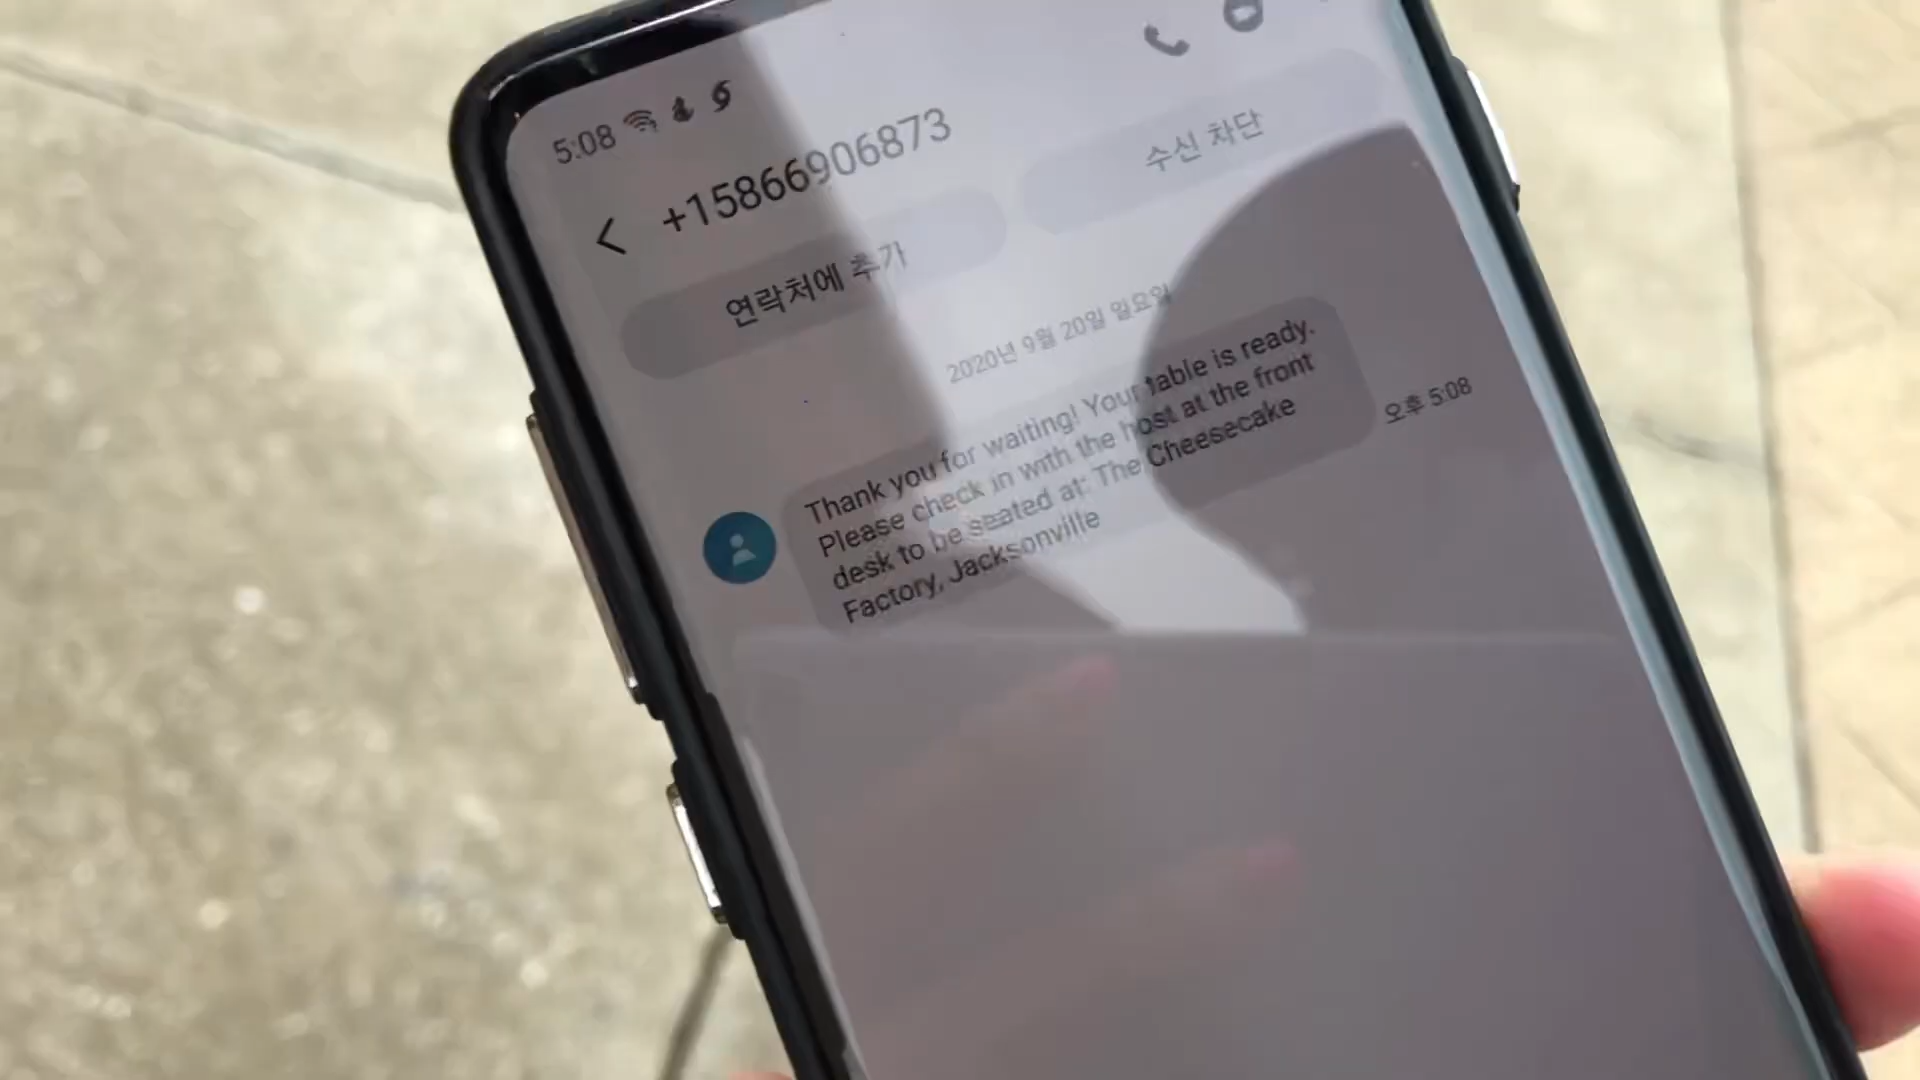 5:08
+15866906873
연락처에 추가
수신 차단
2020년 9월 20일 일요일
Thank you for waiting! Your table is ready.
Please check in with the host at the front
desk to be seated at: The Cheesecake
Factory, Jacksonville
오후 5:08